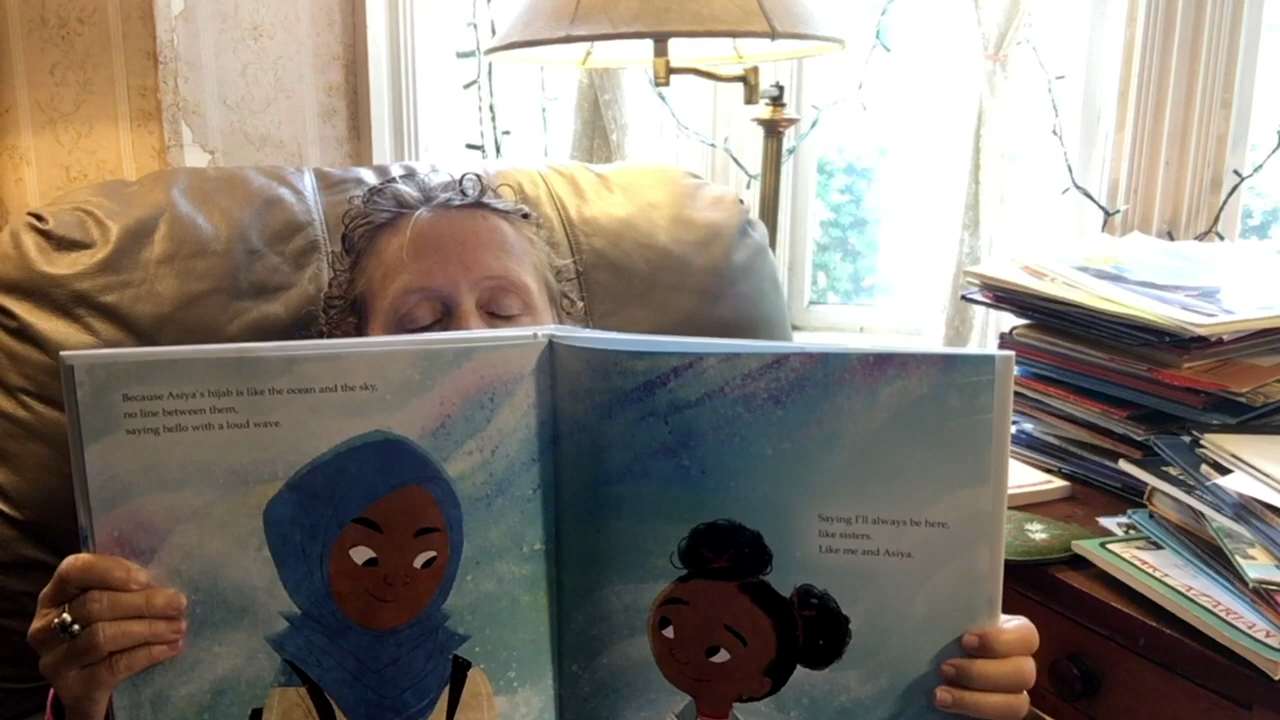 Because Asiya's hijab is like the ocean and the sky,
no line between them,
saying hello with a loud wave.
Saying I'll always be here,
like sisters.
Like me and Asiya.
AZARIAN